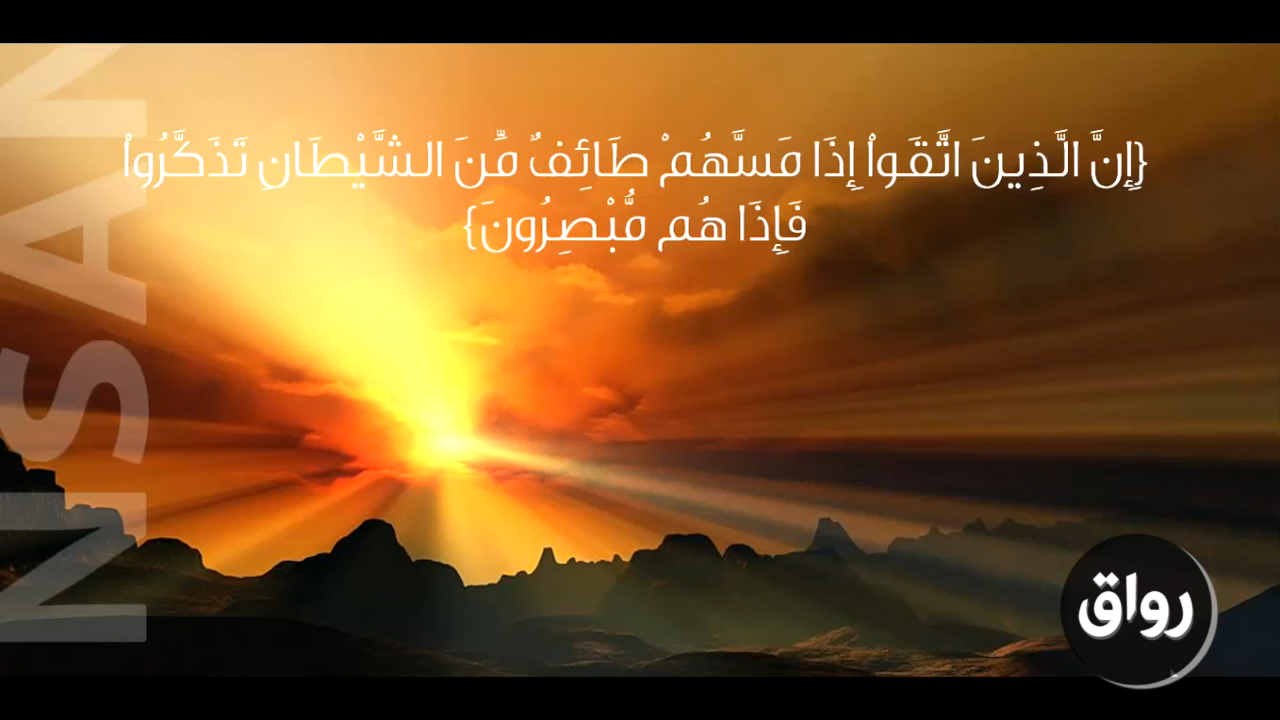 {إِنَّ الَّذِينَ اتَّقَواْ إِذَا مَسَّهُمْ طَائِفٌ مِّنَ الشَّيْطَانِ تَذَكَّرُواْ
فَإِذَا هُم مُّبْصِرُونَ}
NSAN
رواق